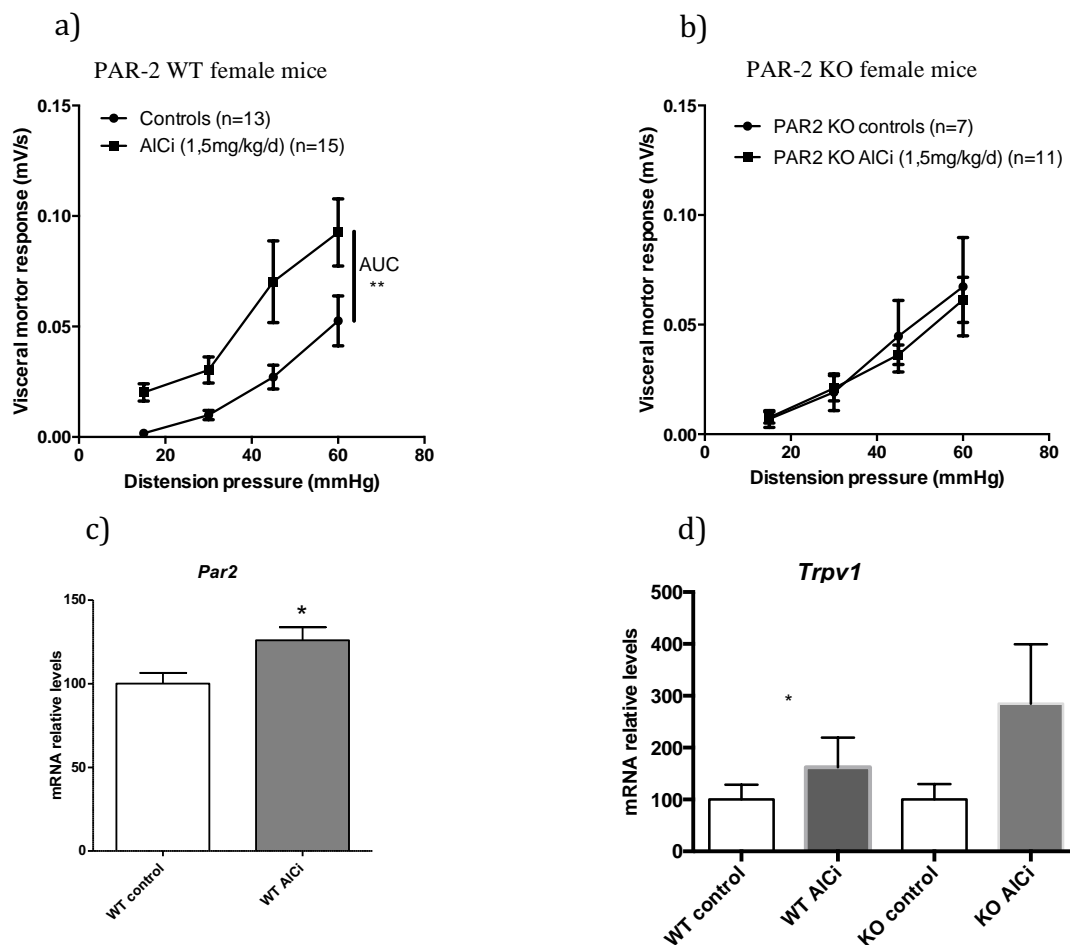 a)
PAR-2 WT female mice
0.15
0.10
0.05
0.00
0
20
40
60
80
Visceral mortor response (mV/s)
Distension pressure (mmHg)
Controls (n=13)
AlCi (1,5mg/kg/d) (n=15)
AUC
**
b)
PAR-2 KO female mice
0.15
0.10
0.05
0.00
0
20
40
60
80
Visceral mortor response (mV/s)
Distension pressure (mmHg)
PAR2 KO controls (n=7)
PAR2 KO AlCi (1,5mg/kg/d) (n=11)
c)
Par2
150
100
50
0
mRNA relative levels
*
WT control
WT AlCi
d)
Trpv1
500
400
300
200
100
0
mRNA relative levels
*
WT control
WT AlCi
KO control
KO AlCi